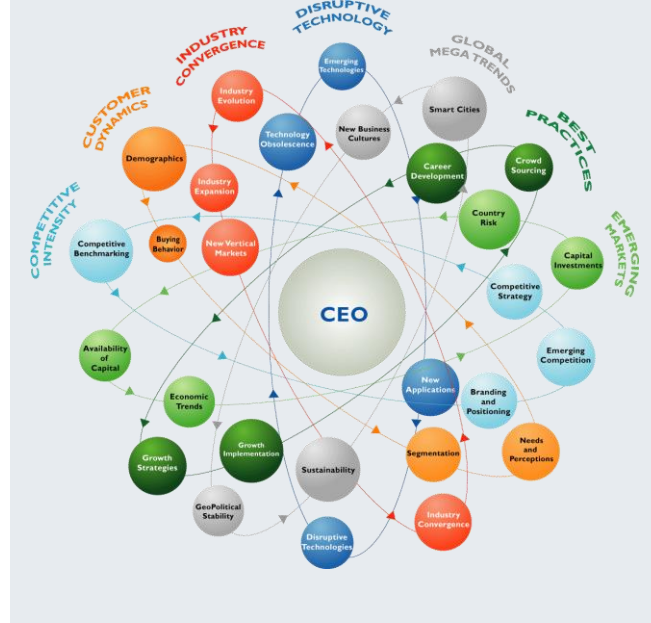 DISRUPTIVE
TECHNOLOGY
INDUSTRY
CONVERGENCE
GLOBAL
MEGA TRENDS
CUSTOMER
DYNAMICS
BEST
PRACTICES
COMPETITIVE
INTENSITY
EMERGING
MARKETS
Emerging
Technologies
Industry
Evolution
Smart Cities
Technology
Obsolescence
New Business
Cultures
Demographics
Career
Development
Crowd
Sourcing
Industry
Expansion
Country
Risk
Competitive
Benchmarking
Buying
Behavior
New Vertical
Markets
Capital
Investments
Competitive
Strategy
CEO
Availability
of
Capital
Emerging
Competition
Economic
Trends
New
Applications
Branding
and
Positioning
Growth
Strategies
Growth
Implementation
Sustainability
Segmentation
Needs
and
Perceptions
GeoPolitical
Stability
Industry
Convergence
Disruptive
Technologies